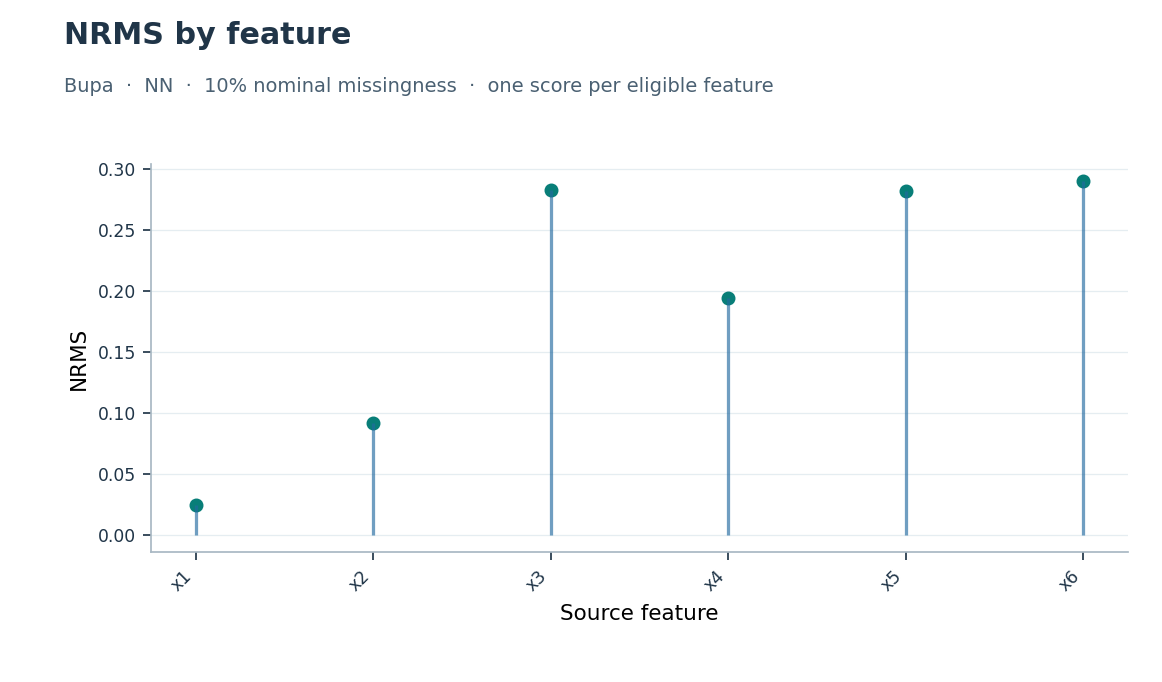 NRMS by feature
Bupa · NN · 10% nominal missingness · one score per eligible feature
0.30
0.25
0.20
0.15
0.10
0.05
0.00
NRMS
x1 x2 x3 x4 x5 x6
Source feature